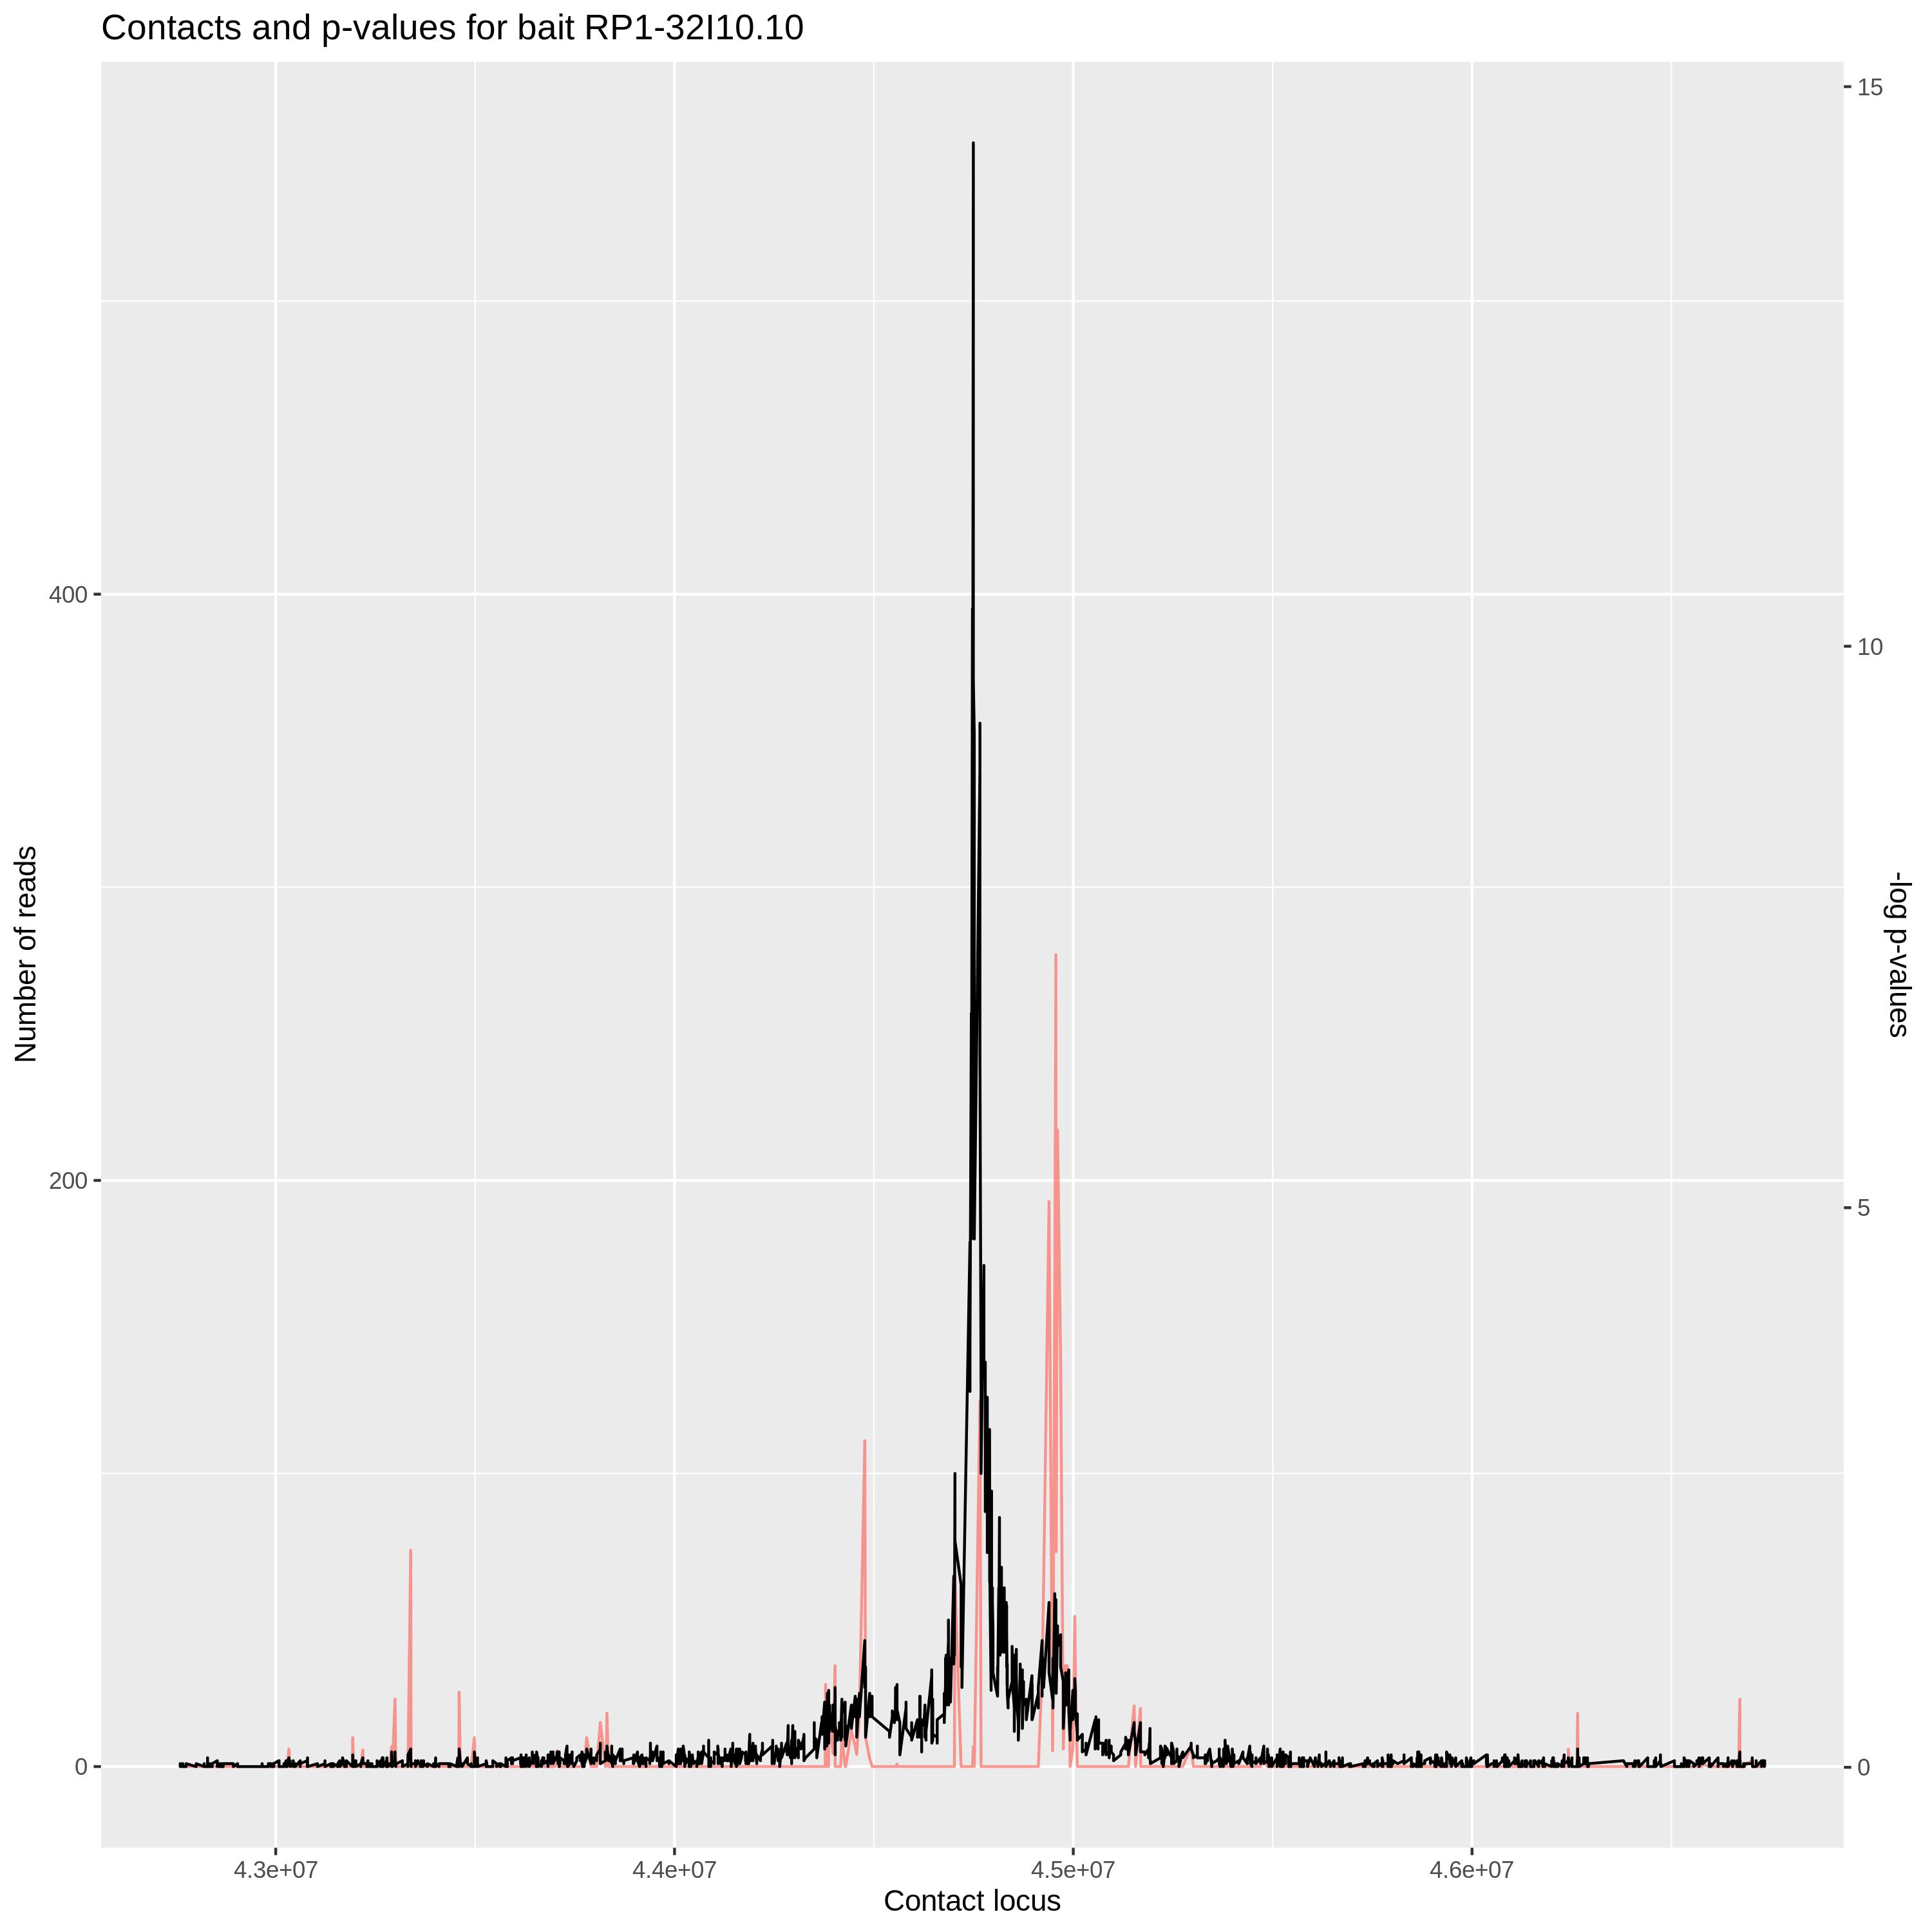 Contacts and p-values for bait RP1-32I10.10
15
400
10
Number of reads
-log p-values
200
5
0
0
4.3e+07
4.4e+07
4.5e+07
4.6e+07
Contact locus